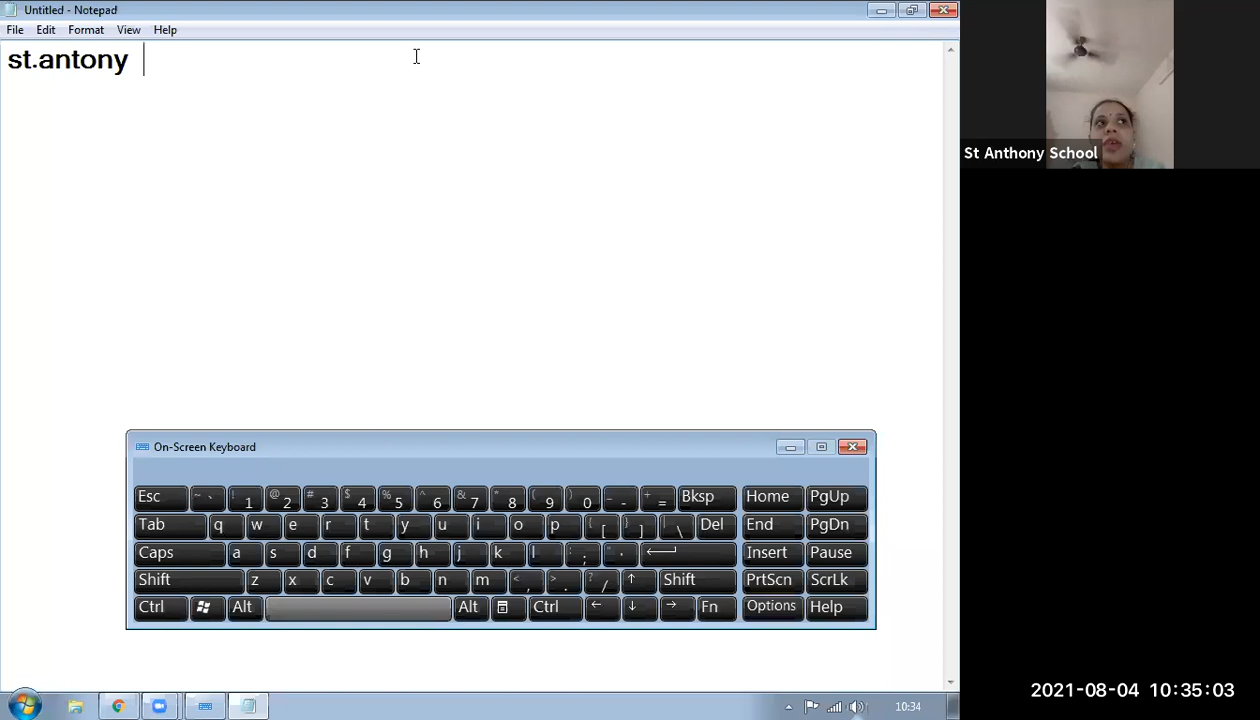 Untitled - Notepad
File Edit Format View Help
st.antony
St Anthony School
On-Screen Keyboard
Esc ~ ` ! 1 @ 2 # 3 $ 4 % 5 ^ 6 & 7 * 8 ( 9 ) 0 _ - + = Bksp Home PgUp
Tab q w e r t y u i o p { [ } ] | \ Del End PgDn
Caps a s d f g h j k l : ; " ' Insert Pause
Shift z x c v b n m < , > . ? / ↑ Shift PrtScn ScrLk
Ctrl Alt Alt Ctrl ← ↓ → Fn Options Help
2021-08-04 10:35:03
10:34